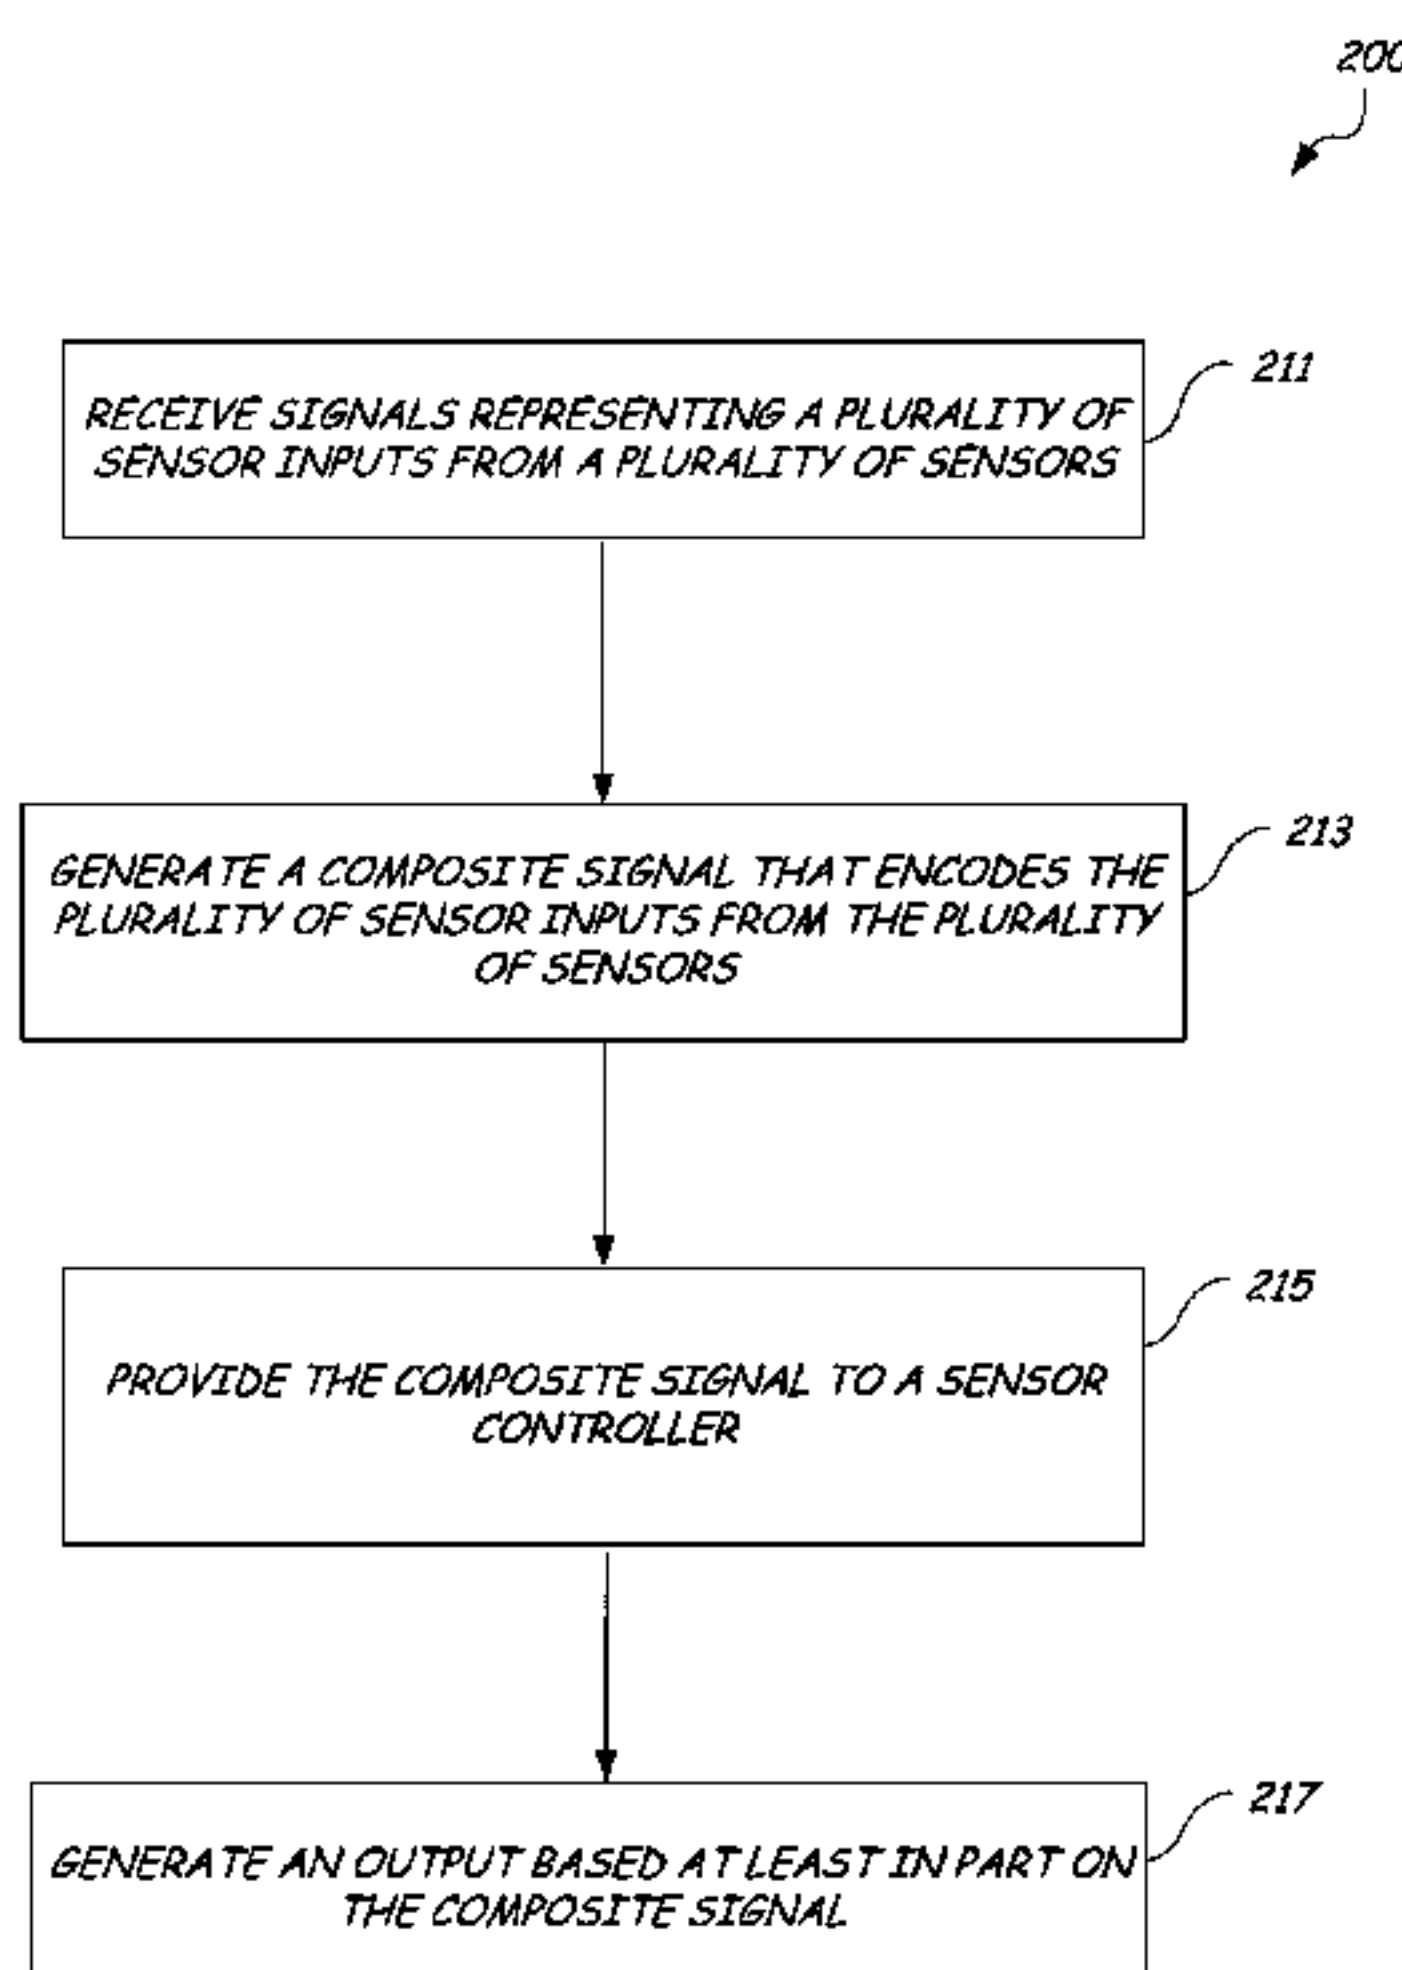 200
RECEIVE SIGNALS REPRESENTING A PLURALITY OF
SENSOR INPUTS FROM A PLURALITY OF SENSORS
211
GENERATE A COMPOSITE SIGNAL THAT ENCODES THE
PLURALITY OF SENSOR INPUTS FROM THE PLURALITY
OF SENSORS
213
PROVIDE THE COMPOSITE SIGNAL TO A SENSOR
CONTROLLER
215
GENERATE AN OUTPUT BASED AT LEAST IN PART ON
THE COMPOSITE SIGNAL
217